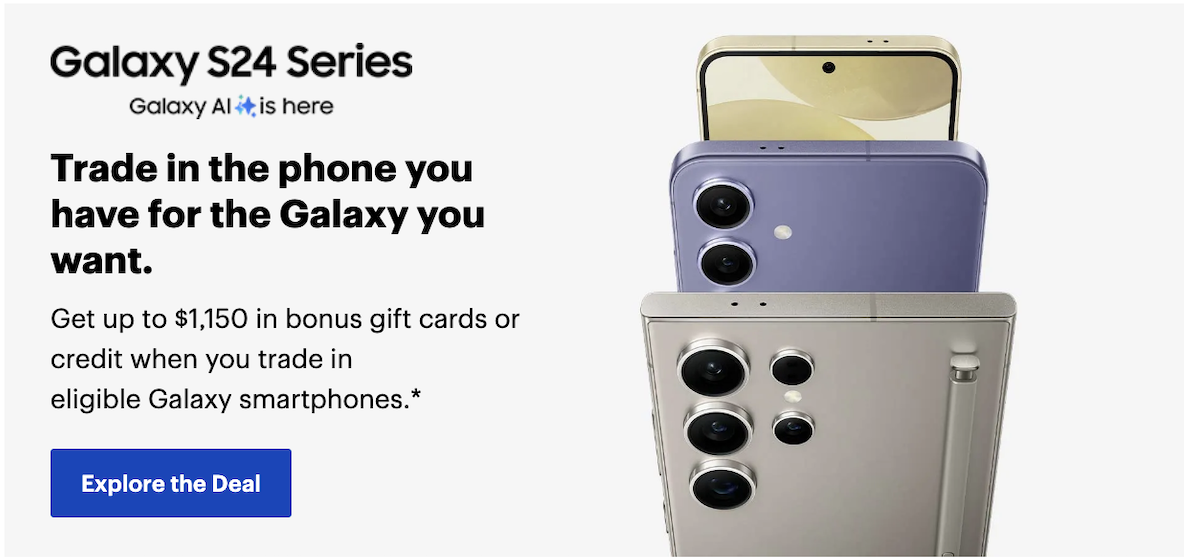 Galaxy S24 Series
Galaxy AI is here
Trade in the phone you
have for the Galaxy you
want.
Get up to $1,150 in bonus gift cards or
credit when you trade in
eligible Galaxy smartphones.*
Explore the Deal